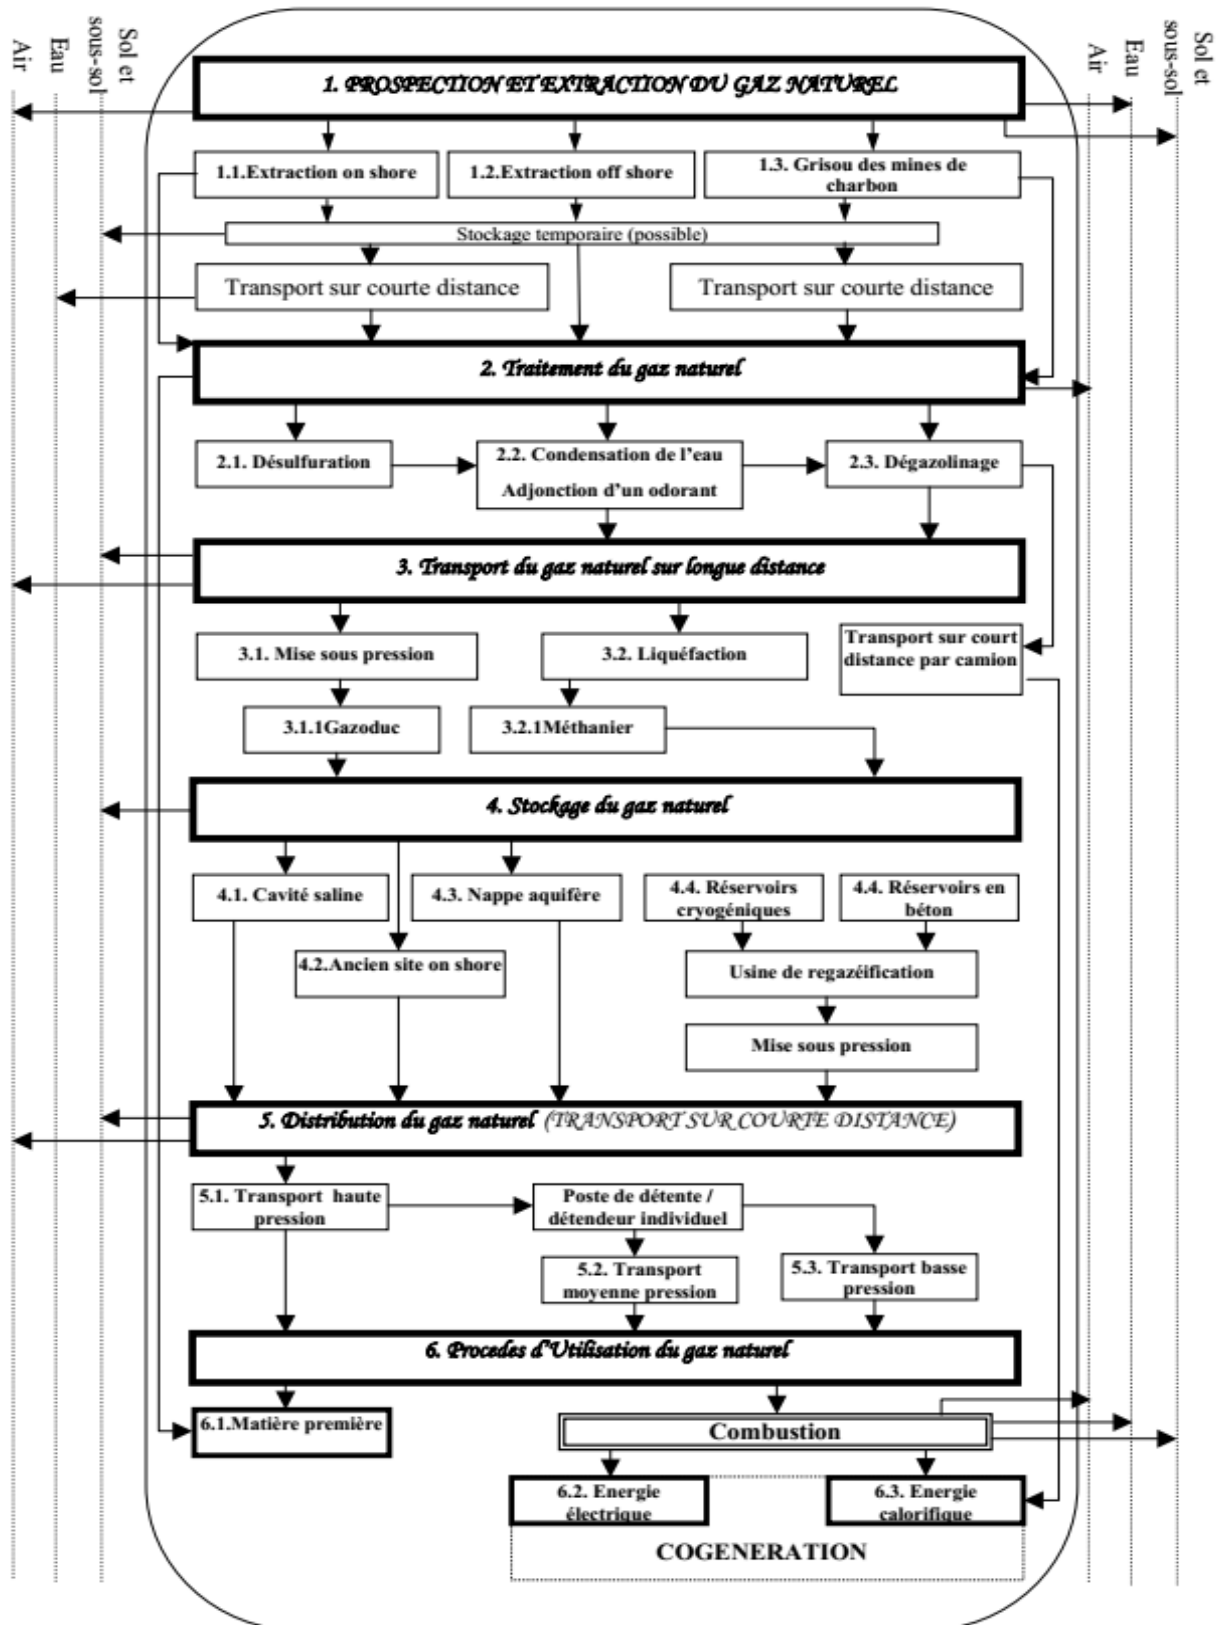 Air
Eau
Sol et
sous-sol
Air
Eau
Sol et
sous-sol
1. PROSPECTION ET EXTRACTION DU GAZ NATUREL
1.1.Extraction on shore
1.2.Extraction off shore
1.3. Grisou des mines de
charbon
Stockage temporaire (possible)
Transport sur courte distance
Transport sur courte distance
2. Traitement du gaz naturel
2.1. Désulfuration
2.2. Condensation de l'eau
Adjonction d'un odorant
2.3. Dégazolinage
3. Transport du gaz naturel sur longue distance
3.1. Mise sous pression
3.2. Liquéfaction
Transport sur court
distance par camion
3.1.1Gazoduc
3.2.1Méthanier
4. Stockage du gaz naturel
4.1. Cavité saline
4.3. Nappe aquifère
4.4. Réservoirs
cryogéniques
4.4. Réservoirs en
béton
4.2.Ancien site on shore
Usine de regazéification
Mise sous pression
5. Distribution du gaz naturel (TRANSPORT SUR COURTE DISTANCE)
5.1. Transport haute
pression
Poste de détente /
détendeur individuel
5.2. Transport
moyenne pression
5.3. Transport basse
pression
6. Procedes d'Utilisation du gaz naturel
6.1.Matière première
Combustion
6.2. Energie
électrique
6.3. Energie
calorifique
COGENERATION